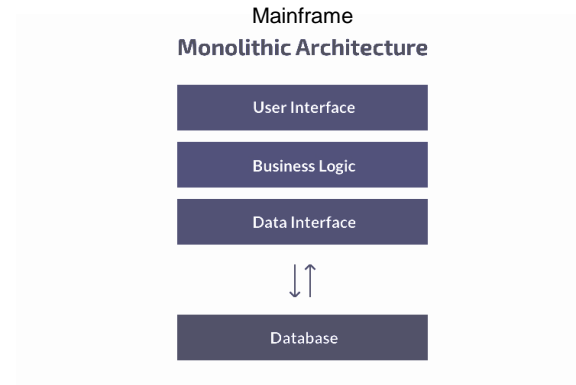 Mainframe
Monolithic Architecture
User Interface
Business Logic
Data Interface
Database